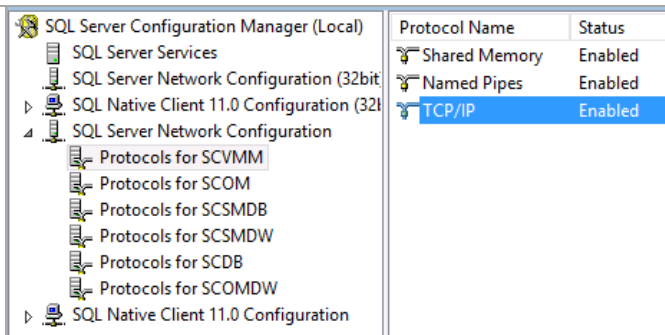 SQL Server Configuration Manager (Local)
SQL Server Services
SQL Server Network Configuration (32bit
SQL Native Client 11.0 Configuration (32b
SQL Server Network Configuration
Protocols for SCVMM
Protocols for SCOM
Protocols for SCSMDB
Protocols for SCSMDW
Protocols for SCDB
Protocols for SCOMDW
SQL Native Client 11.0 Configuration
Protocol Name Status
Shared Memory Enabled
Named Pipes Enabled
TCP/IP Enabled